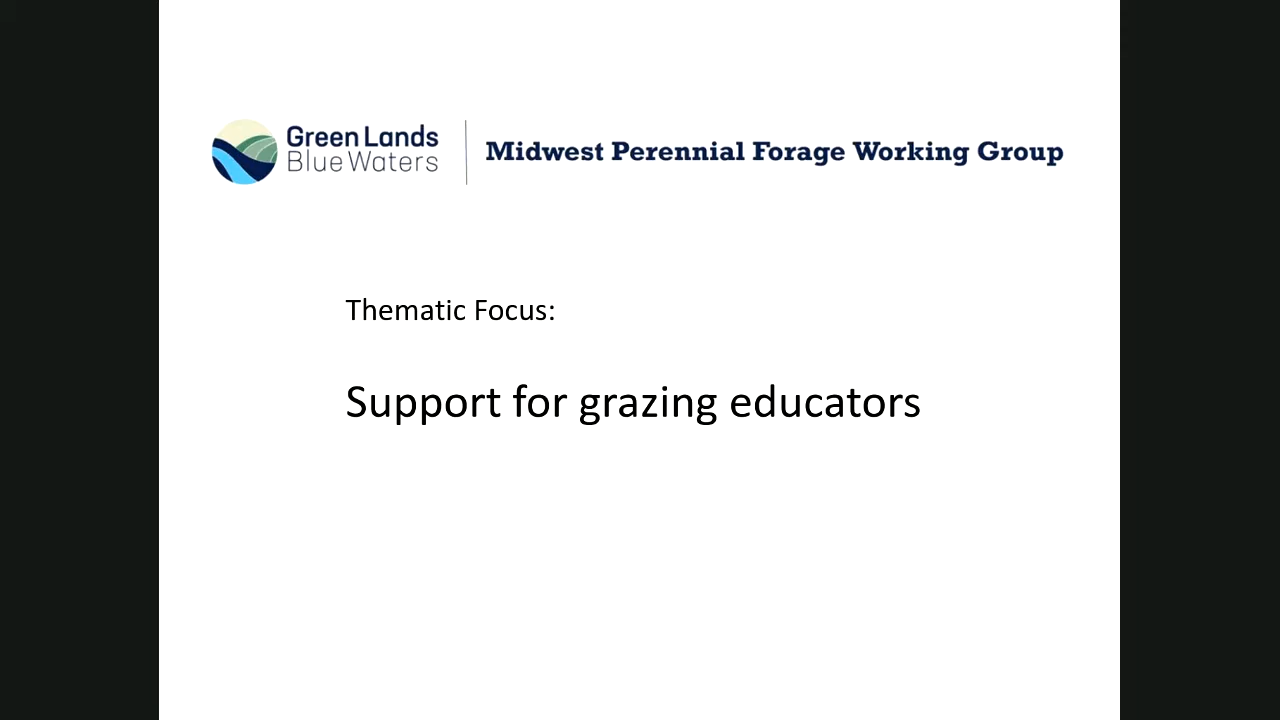 Green Lands
Blue Waters
Midwest Perennial Forage Working Group
Thematic Focus:
Support for grazing educators